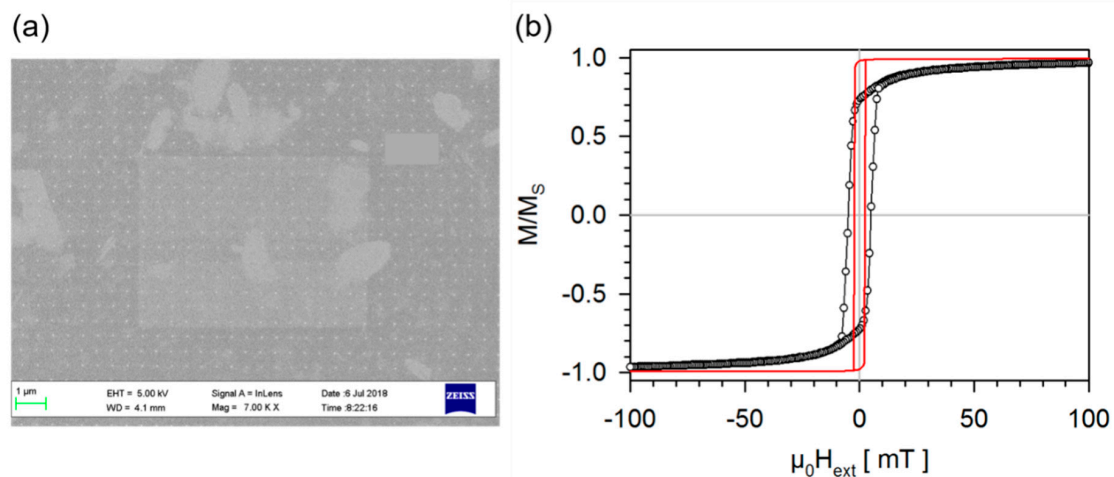 (a)
1 µm
EHT = 5.00 kV
WD = 4.1 mm
Signal A = InLens
Mag = 7.00 K X
Date :6 Jul 2018
Time :8:22:16
ZEISS
(b)
1.0
0.5
0.0
-0.5
-1.0
M/M_S
-100
-50
0
50
100
µ₀H_ext [ mT ]